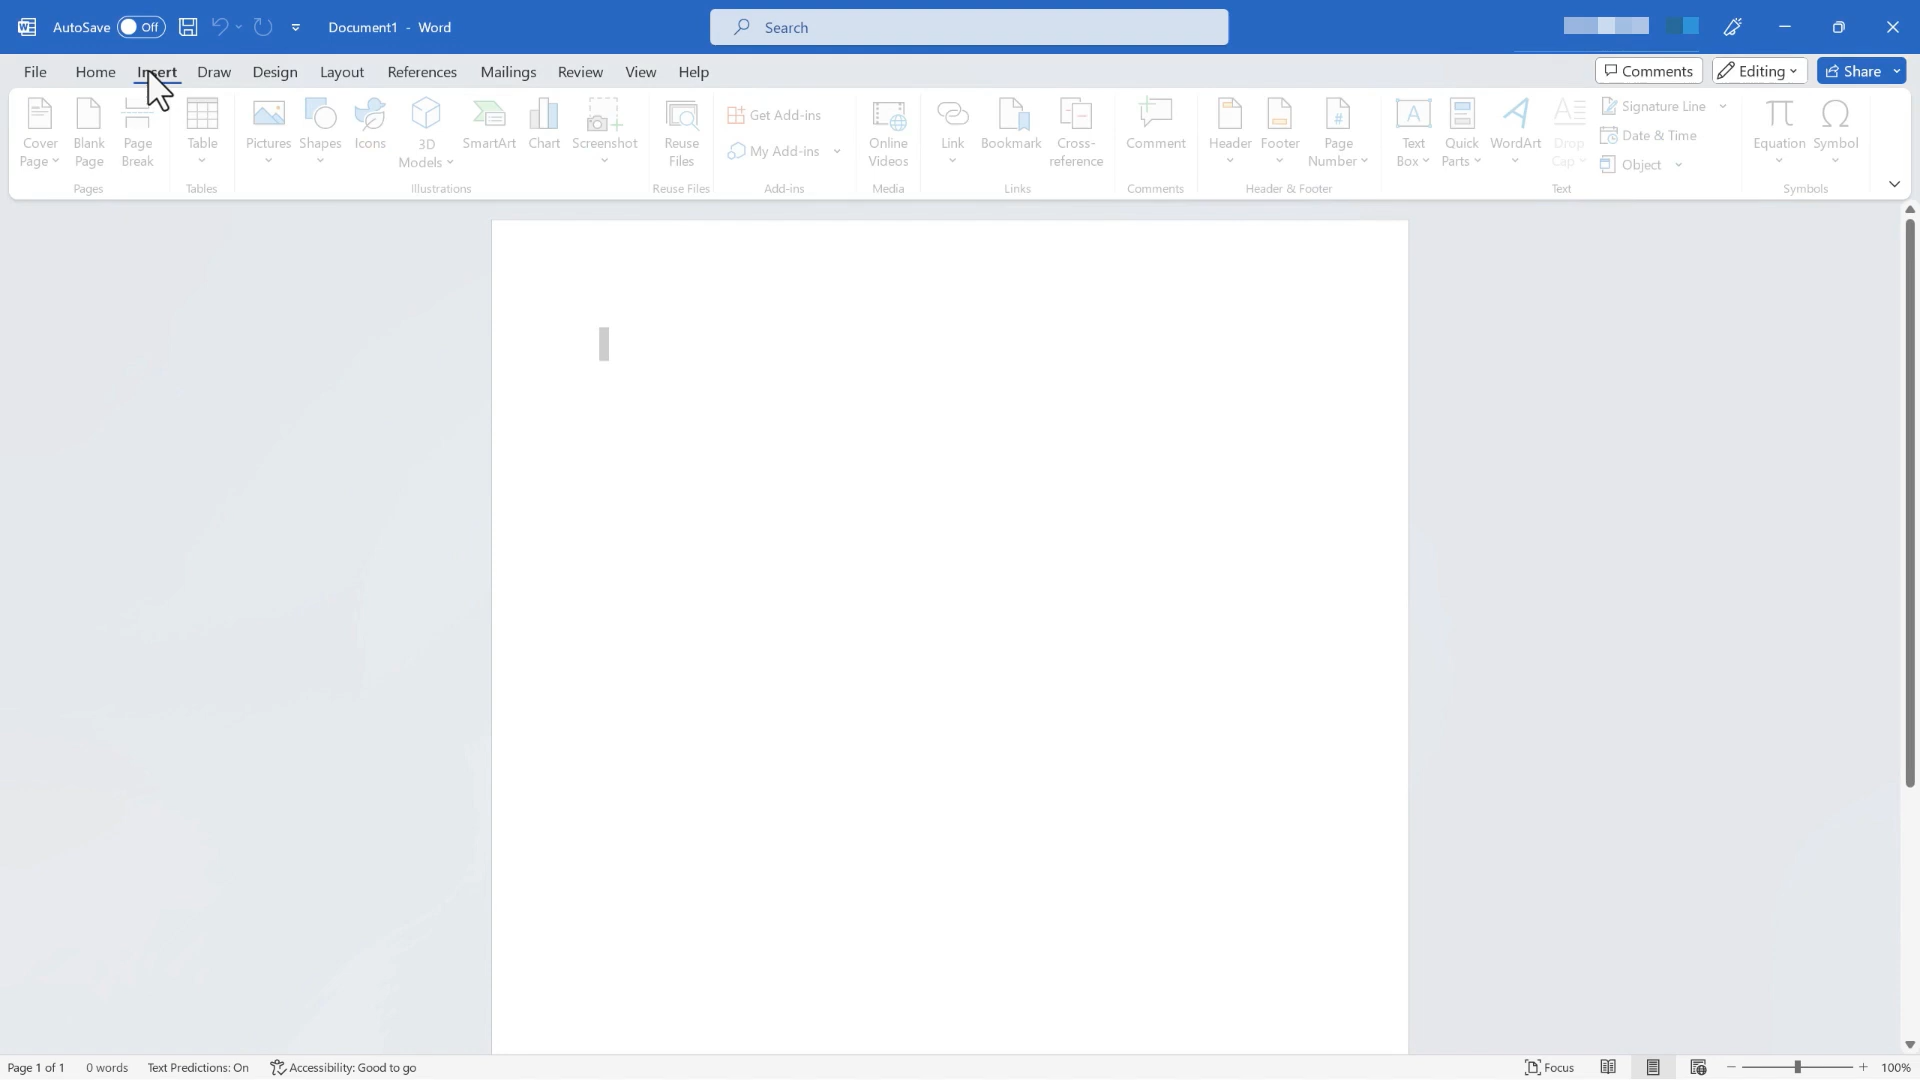 AutoSave Off Document1 - Word Search
File Home Insert Draw Design Layout References Mailings Review View Help Comments Editing Share
Cover Page
Blank Page
Page Break
Pages
Table
Tables
Pictures
Shapes
Icons
3D Models
SmartArt
Chart
Screenshot
Illustrations
Reuse Files
Reuse Files
Get Add-ins
My Add-ins
Add-ins
Online Videos
Media
Link
Bookmark
Cross-reference
Links
Comment
Comments
Header
Footer
Page Number
Header & Footer
Text Box
Quick Parts
WordArt
Drop Cap
Signature Line
Date & Time
Object
Text
Equation
Symbol
Symbols
Page 1 of 1 0 words Text Predictions: On Accessibility: Good to go Focus 100%